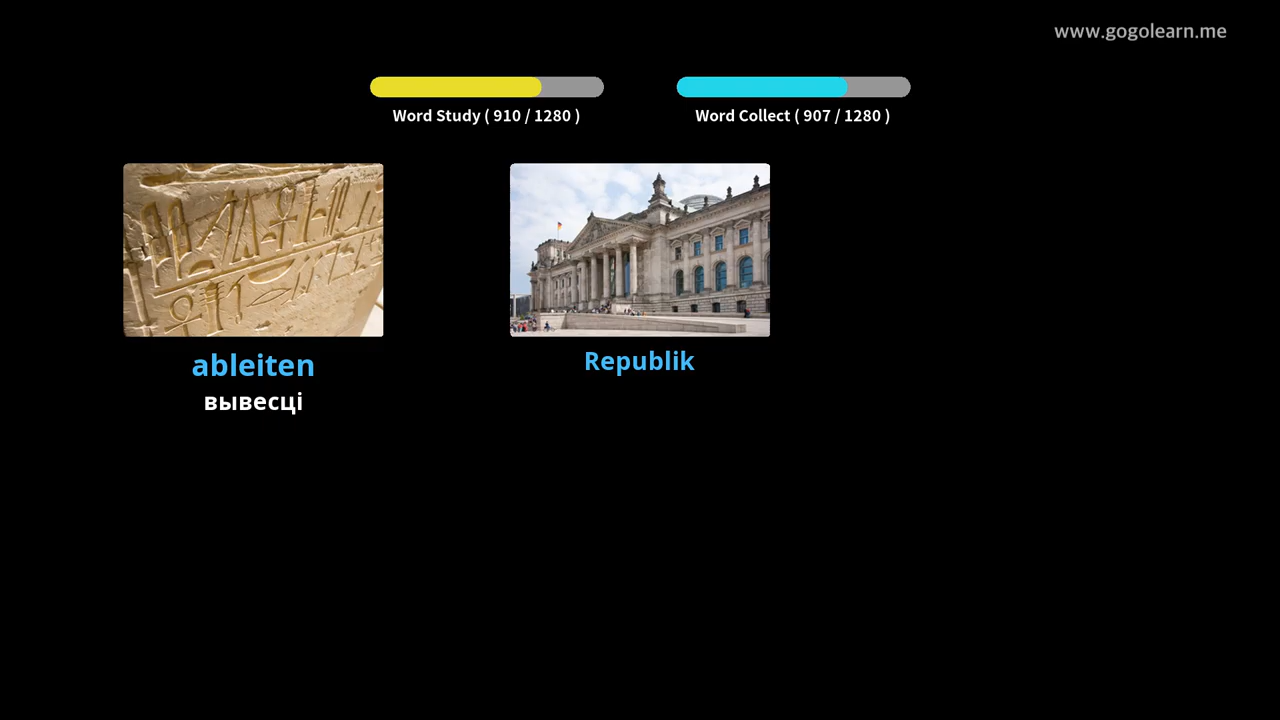 www.gogolearn.me
Word Study ( 910 / 1280 )
Word Collect ( 907 / 1280 )
ableiten
Republik
вывесці